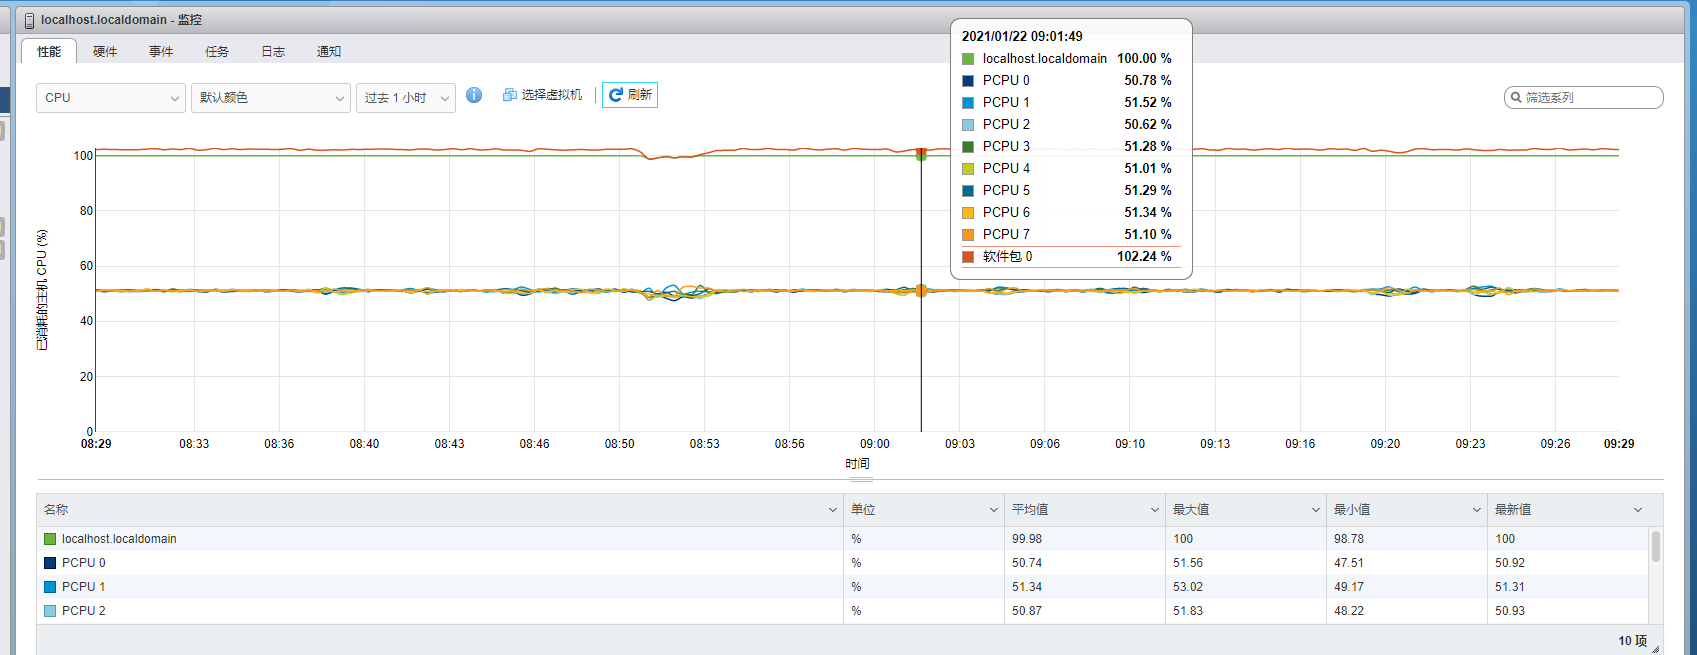 localhost.localdomain - 监控
性能 硬件 事件 任务 日志 通知
CPU 默认颜色 过去 1 小时 选择虚拟机 刷新 筛选系列
2021/01/22 09:01:49
localhost.localdomain 100.00 %
PCPU 0 50.78 %
PCPU 1 51.52 %
PCPU 2 50.62 %
PCPU 3 51.28 %
PCPU 4 51.01 %
PCPU 5 51.29 %
PCPU 6 51.34 %
PCPU 7 51.10 %
软件包 0 102.24 %
已消耗的主机 CPU (%)
100
80
60
40
20
0
08:29 08:33 08:36 08:40 08:43 08:46 08:50 08:53 08:56 09:00 09:03 09:06 09:10 09:13 09:16 09:20 09:23 09:26 09:29
时间
名称 单位 平均值 最大值 最小值 最新值
localhost.localdomain % 99.98 100 98.78 100
PCPU 0 % 50.74 51.56 47.51 50.92
PCPU 1 % 51.34 53.02 49.17 51.31
PCPU 2 % 50.87 51.83 48.22 50.93
10 项